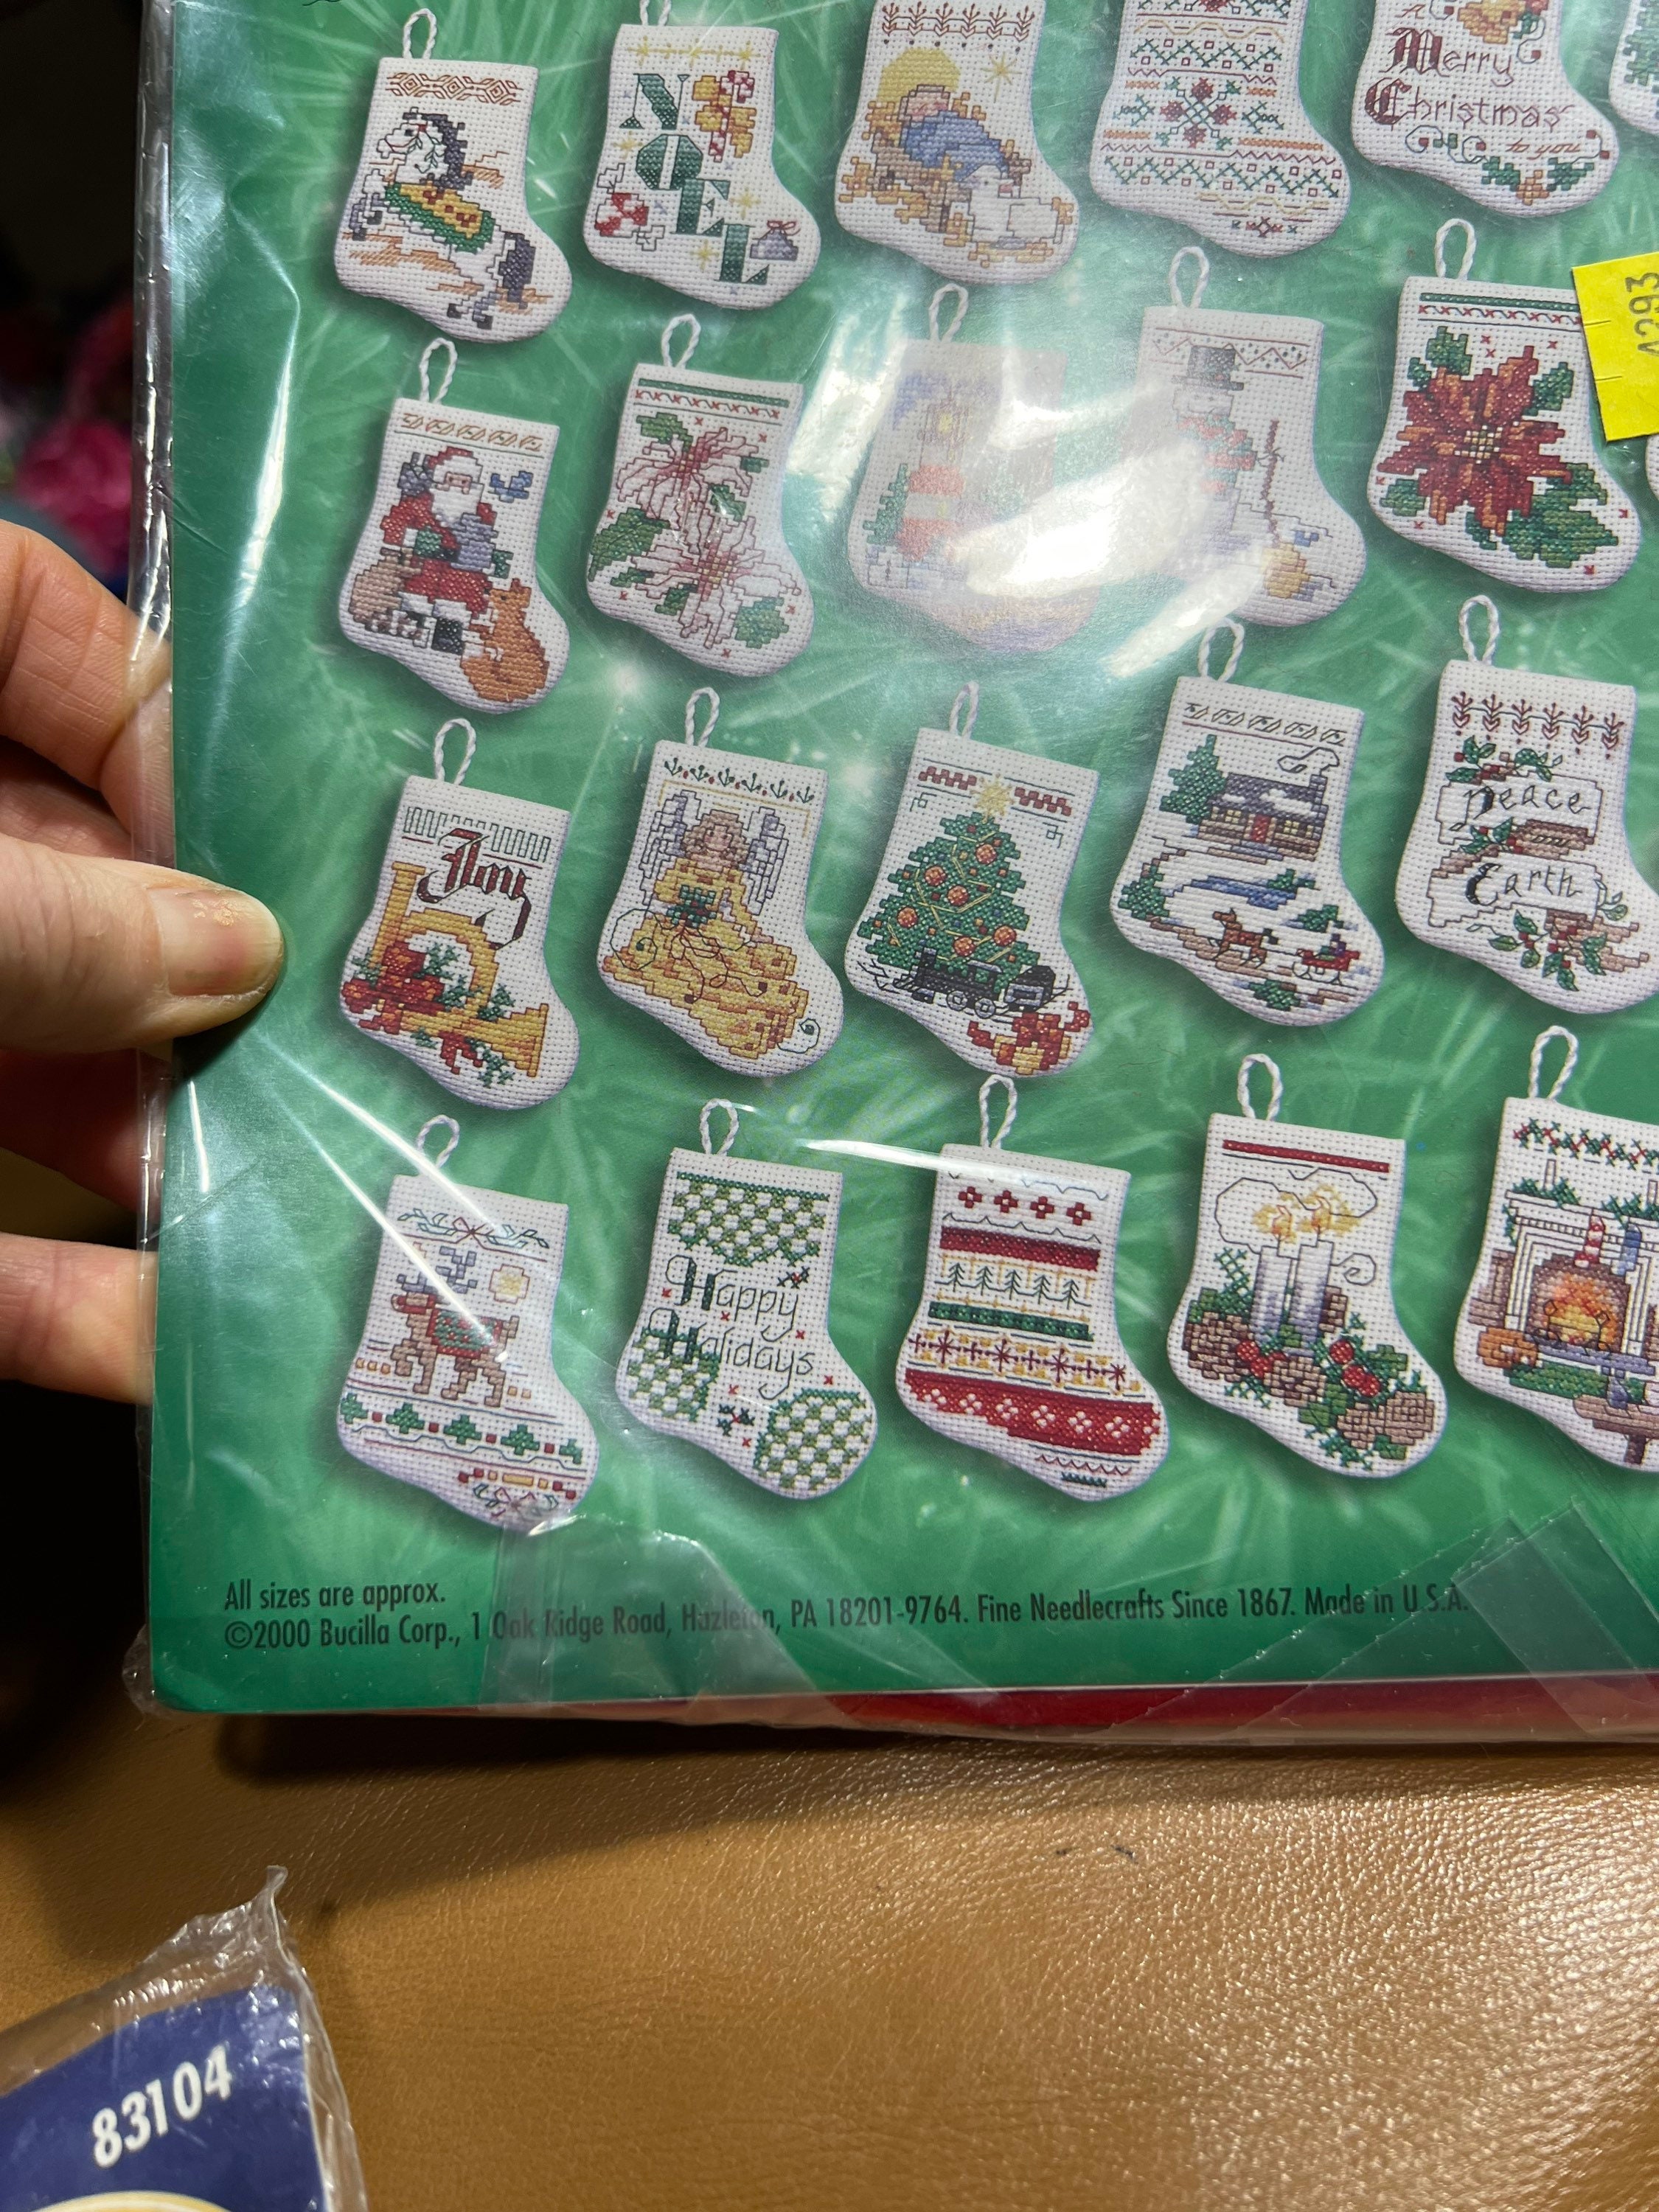 NOEL
A
Merry
Christmas
to you
1293
Joy
Peace
Earth
Happy
Holidays
All sizes are approx.
©2000 Bucilla Corp., 1 Oak Ridge Road, Hazleton, PA 18201-9764. Fine Needlecrafts Since 1867. Made in U.S.A.
83104